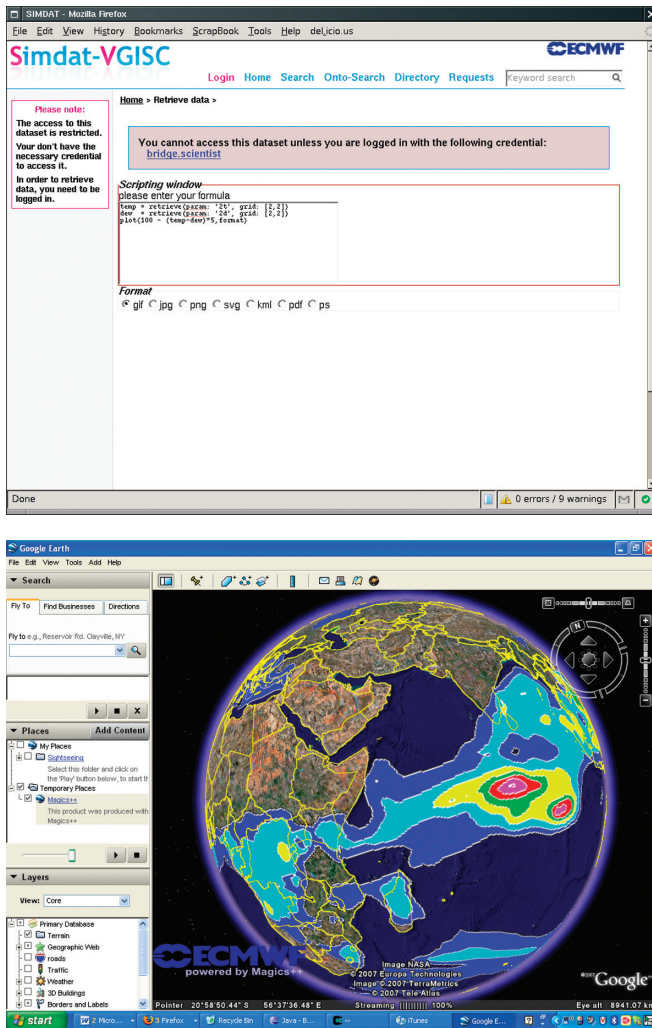 SIMDAT - Mozilla Firefox
File Edit View History Bookmarks ScrapBook Tools Help del.icio.us
Simdat-VGISC
ECMWF
Login Home Search Onto-Search Directory Requests Keyword search
Please note:
The access to this
dataset is restricted.
Your don't have the
necessary credential
to access it.
In order to retrieve
data, you need to be
logged in.
Home > Retrieve data >
You cannot access this dataset unless you are logged in with the following credential:
bridge.scientist
Scripting window
please enter your formula
temp = retrieve(param: '2t', grid: [2,2])
dew = retrieve(param: '2d', grid: [2,2])
plot(100 - (temp-dew)*5,format)
Format
gif jpg png svg kml pdf ps
Done
0 errors / 9 warnings
Google Earth
File Edit View Tools Add Help
Search
Fly To Find Businesses Directions
Fly to e.g., Reservoir Rd. Clayville, NY
Places Add Content
My Places
Sightseeing
Select this folder and click on
the 'Play' button below, to start th
Temporary Places
Magics++
This product was produced with
Magics++
Layers
View: Core
Primary Database
Terrain
Geographic Web
roads
Traffic
Weather
3D Buildings
Borders and Labels
N
ECMWF
powered by Magics++
Image NASA
© 2007 Europa Technologies
Image © 2007 TerraMetrics
© 2007 Tele Atlas
©2007 Google
Pointer 20°58'50.44" S 56°37'36.48" E Streaming |||||||||| 100% Eye alt 8941.07 km
start 2 Micro... 3 Firefox Recycle Bin Java - B... iTunes Google E...